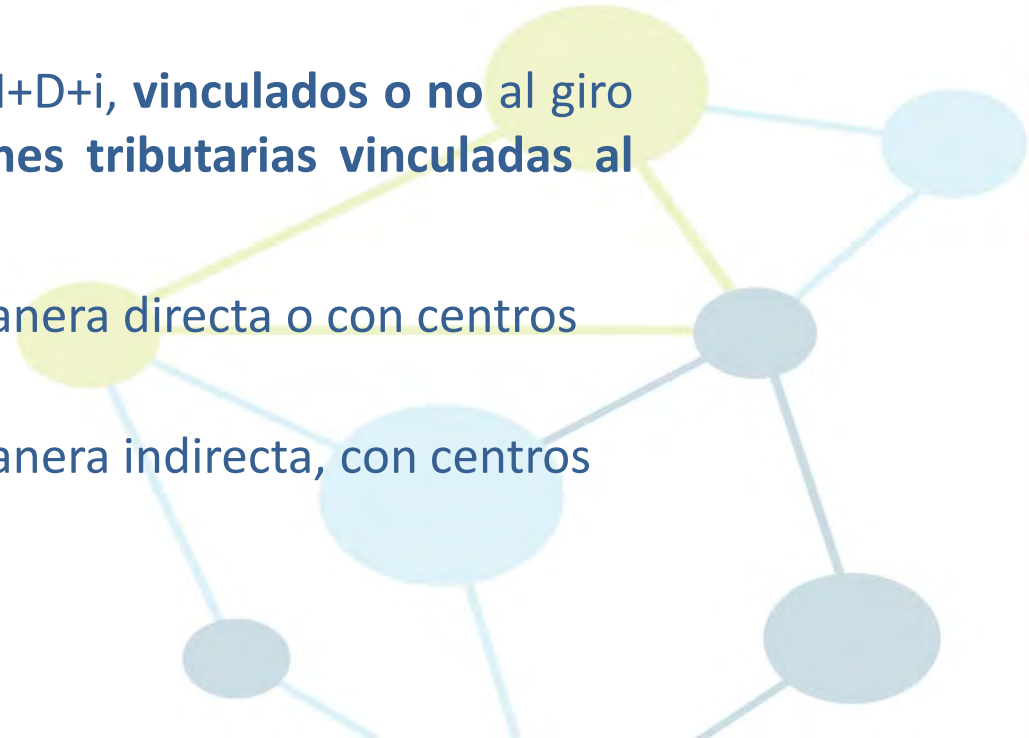 I+D+i, vinculados o no al giro
nes tributarias vinculadas al
anera directa o con centros
anera indirecta, con centros